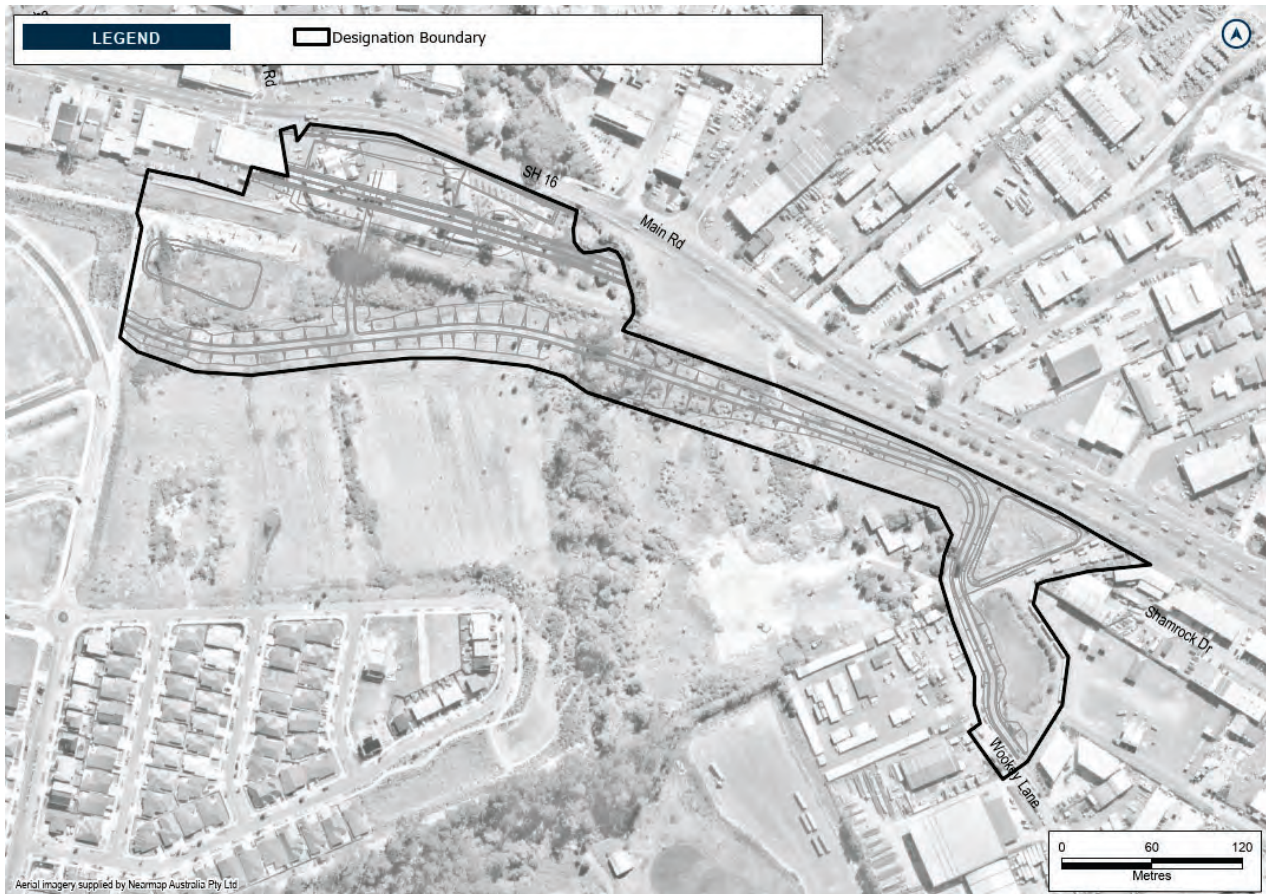 LEGEND
Designation Boundary
Rd
SH 16
Main Rd
Shamrock Dr
Wookey Lane
0 60 120
Metres
Aerial imagery supplied by Nearmap Australia Pty Ltd